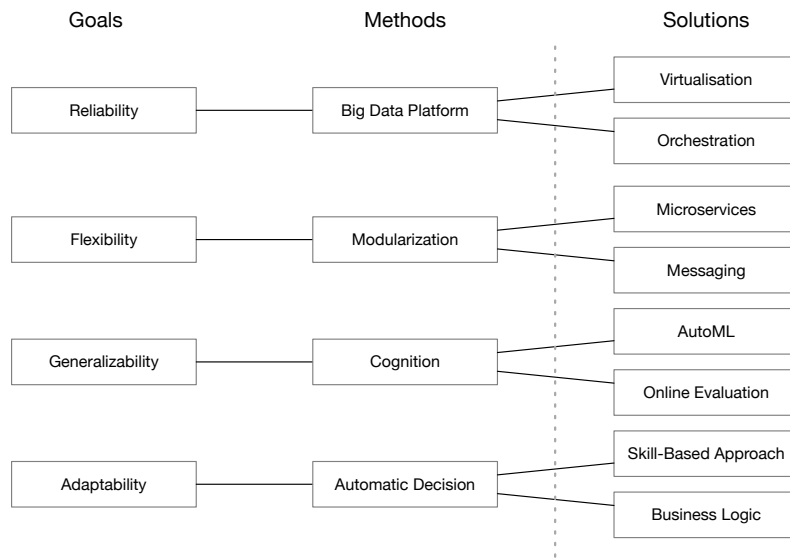 Goals
Methods
Solutions
Reliability
Big Data Platform
Virtualisation
Orchestration
Flexibility
Modularization
Microservices
Messaging
Generalizability
Cognition
AutoML
Online Evaluation
Adaptability
Automatic Decision
Skill-Based Approach
Business Logic